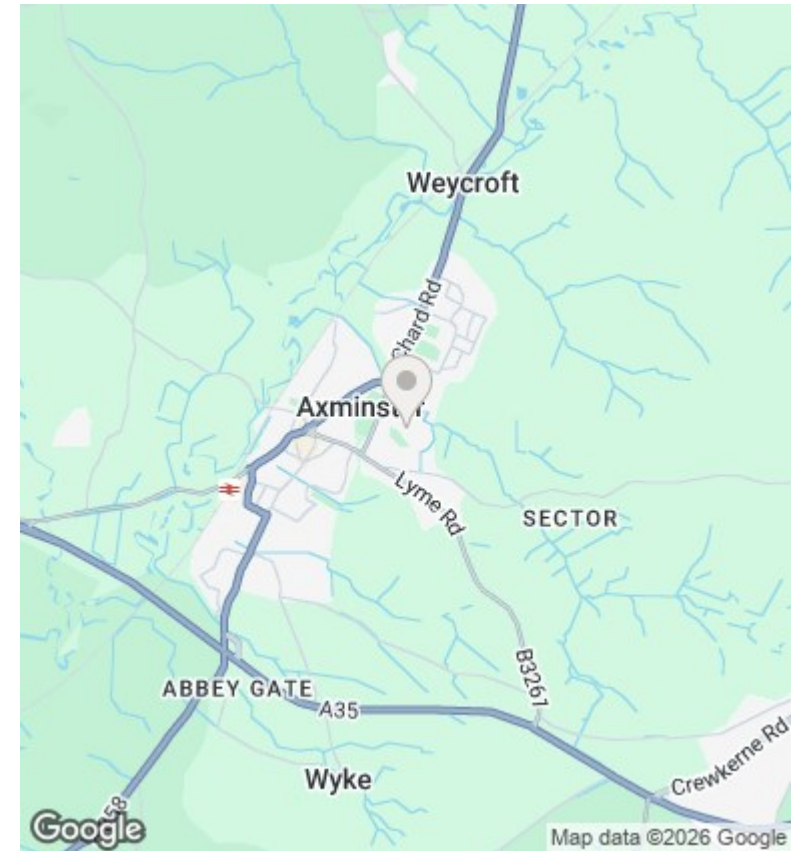 Weycroft
Chard Rd
Axminster
Lyme Rd
SECTOR
B3261
ABBEY GATE
A35
Wyke
Crewkerne Rd
Google
Map data ©2026 Google